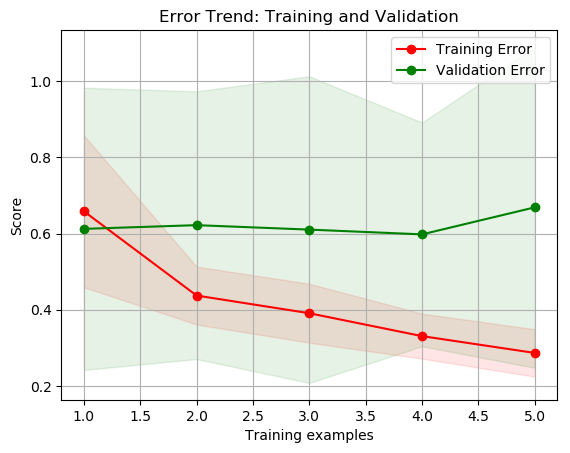 Error Trend: Training and Validation
Training Error
Validation Error
Score
1.0
0.8
0.6
0.4
0.2
1.0 1.5 2.0 2.5 3.0 3.5 4.0 4.5 5.0
Training examples